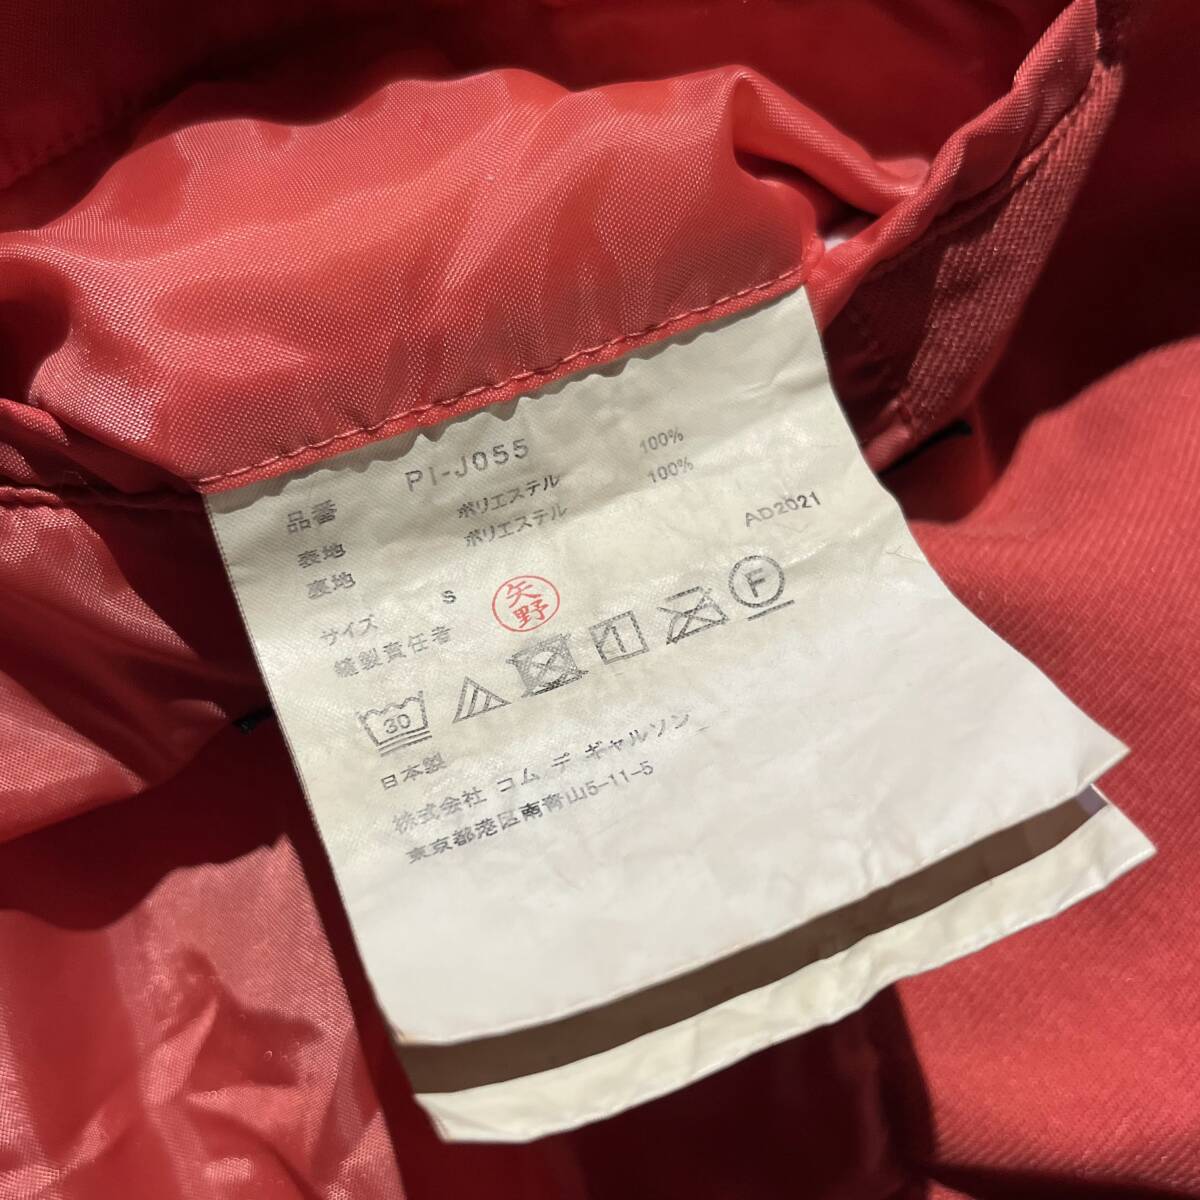 品番 PI-J055
表地 ポリエステル 100%
裏地 ポリエステル 100%
AD2021
サイズ S
縫製責任者 矢野
30 F
日本製
株式会社 コム デ ギャルソン
東京都港区南青山5-11-5